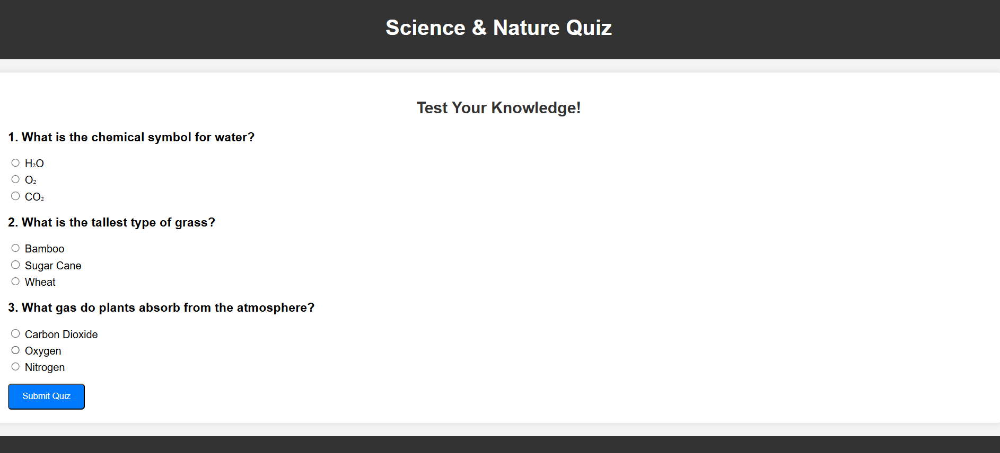 Science & Nature Quiz
Test Your Knowledge!
1. What is the chemical symbol for water?
H₂O
O₂
CO₂
2. What is the tallest type of grass?
Bamboo
Sugar Cane
Wheat
3. What gas do plants absorb from the atmosphere?
Carbon Dioxide
Oxygen
Nitrogen
Submit Quiz